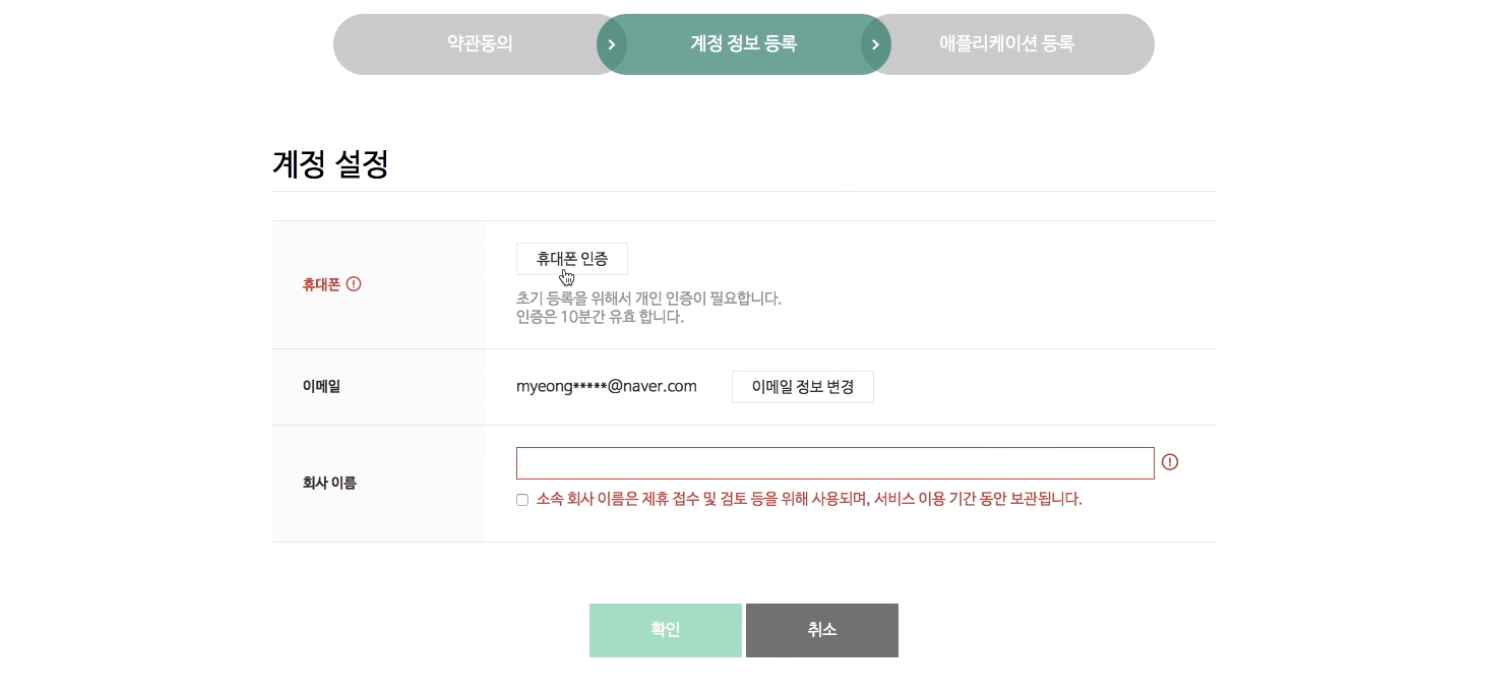 약관동의
계정 정보 등록
애플리케이션 등록
계정 설정
휴대폰
휴대폰 인증
초기 등록을 위해서 개인 인증이 필요합니다.
인증은 10분간 유효 합니다.
이메일
myeong*****@naver.com
이메일 정보 변경
회사 이름
소속 회사 이름은 제휴 접수 및 검토 등을 위해 사용되며, 서비스 이용 기간 동안 보관됩니다.
확인
취소